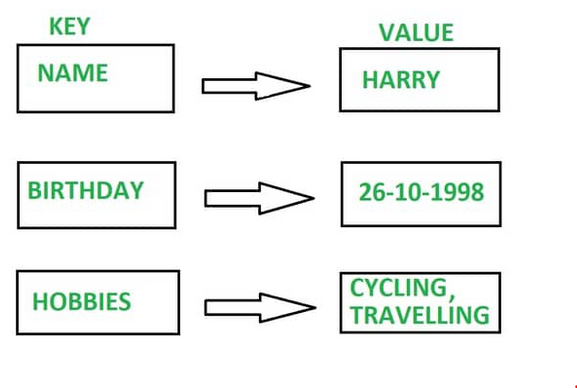 KEY
VALUE
NAME
HARRY
BIRTHDAY
26-10-1998
HOBBIES
CYCLING,
TRAVELLING